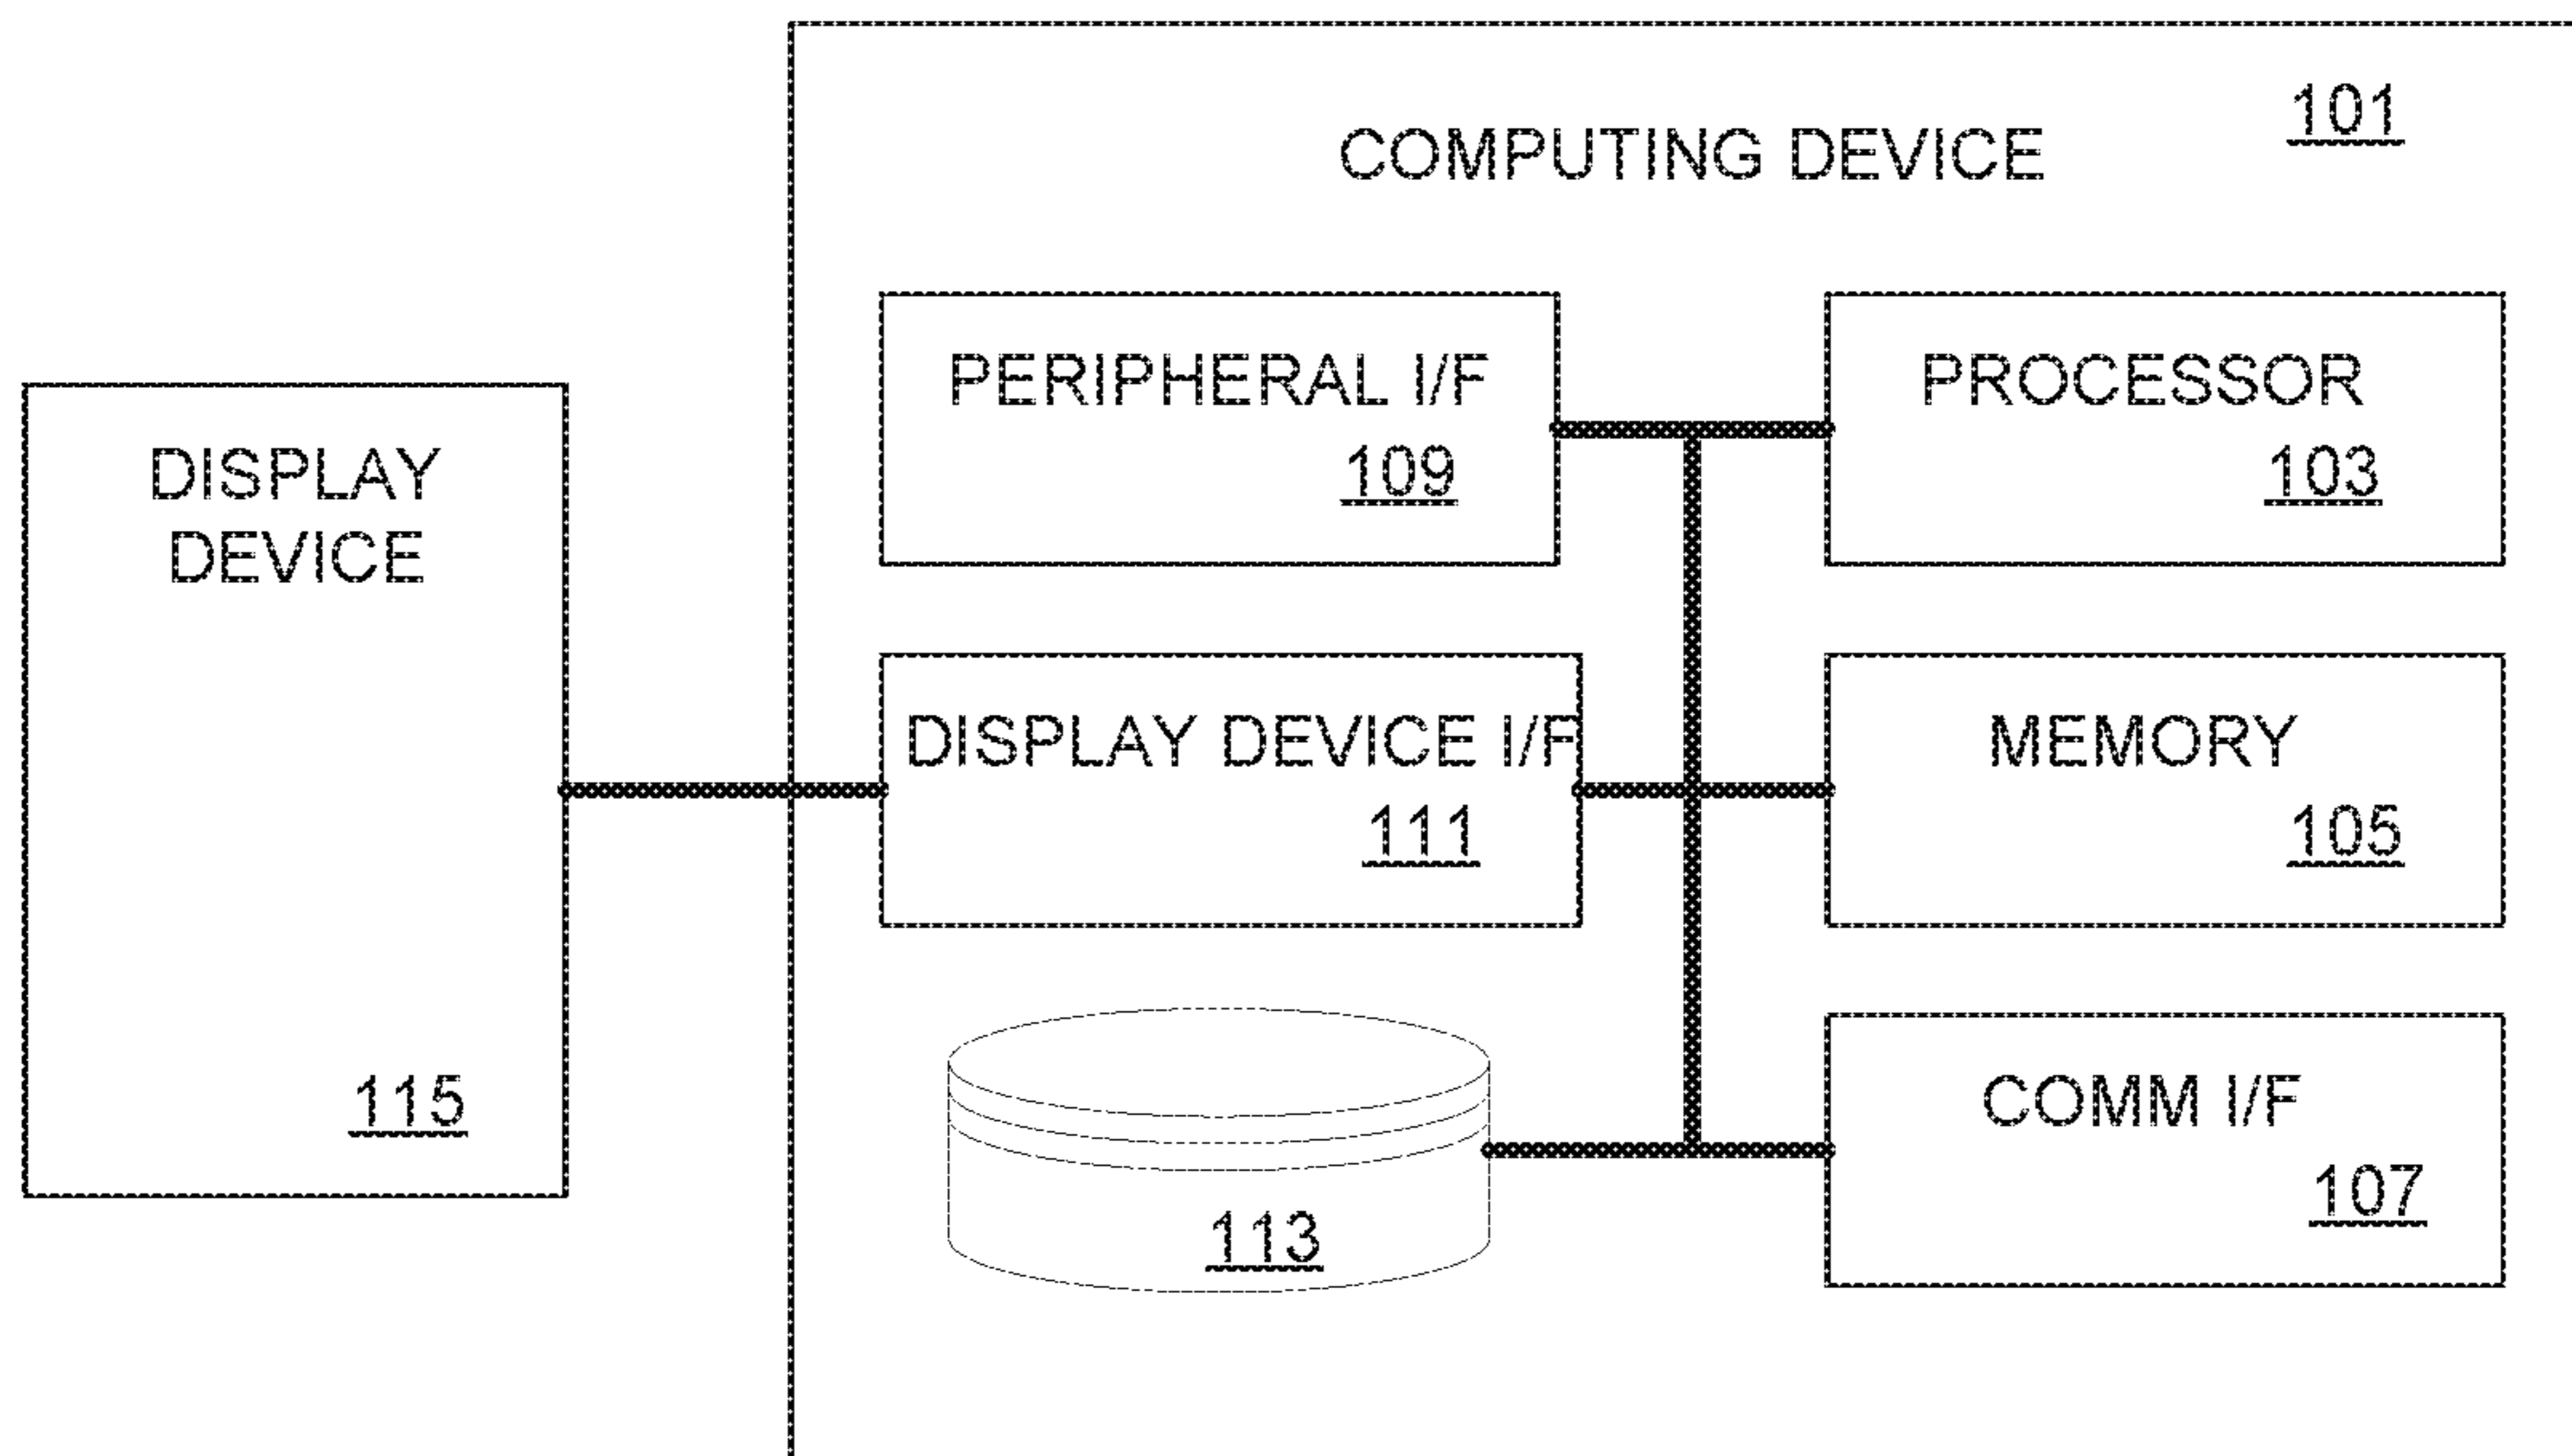 COMPUTING DEVICE
101
PERIPHERAL I/F
109
PROCESSOR
103
DISPLAY
DEVICE
115
DISPLAY DEVICE I/F
111
MEMORY
105
113
COMM I/F
107